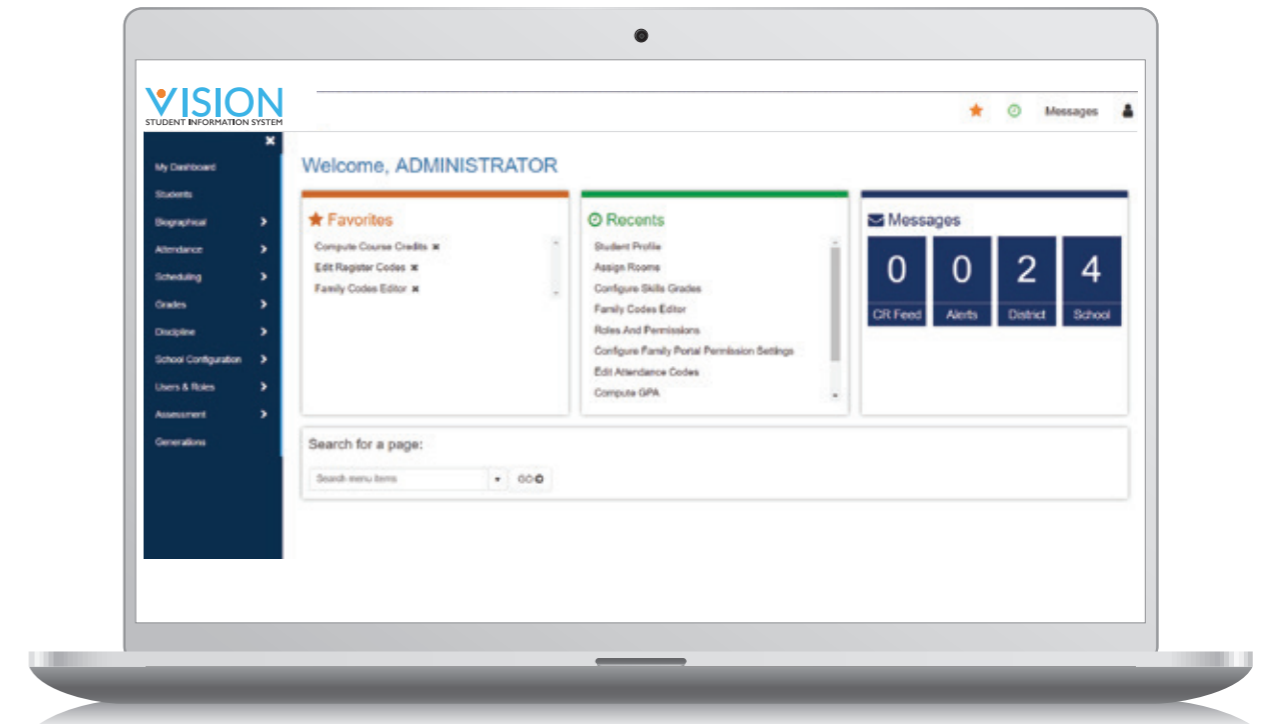 VISION
STUDENT INFORMATION SYSTEM
Messages
My Dashboard
Students
Biographical
Attendance
Scheduling
Grades
Discipline
School Configuration
Users & Roles
Assessment
Generations
Welcome, ADMINISTRATOR
Favorites
Compute Course Credits
Edit Register Codes
Family Codes Editor
Recents
Student Profile
Assign Rooms
Configure Skills Grades
Family Codes Editor
Roles And Permissions
Configure Family Portal Permission Settings
Edit Attendance Codes
Compute GPA
Messages
0 0 2 4
CR Feed Alerts District School
Search for a page:
Search menu items GO